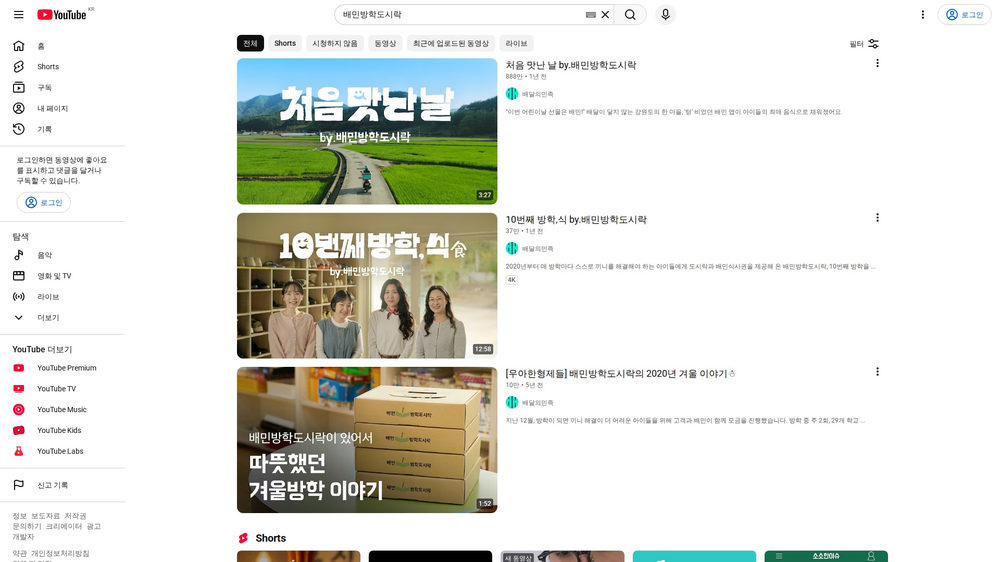 YouTube KR
배민방학도시락
로그인
홈
Shorts
구독
내 페이지
기록
로그인하면 동영상에 좋아요
를 표시하고 댓글을 달거나
구독할 수 있습니다.
로그인
탐색
음악
영화 및 TV
라이브
더보기
YouTube 더보기
YouTube Premium
YouTube TV
YouTube Music
YouTube Kids
YouTube Labs
신고 기록
정보 보도자료 저작권
문의하기 크리에이터 광고
개발자
약관 개인정보처리방침
전체 Shorts 시청하지 않음 동영상 최근에 업로드된 동영상 라이브
필터
처음 맛난 날
by.배민방학도시락
3:27
처음 맛난 날 by.배민방학도시락
888만 • 1년 전
배달의민족
"이번 어린이날 선물은 배민!" 배달이 닿지 않는 강원도의 한 마을, '텅' 비었던 배민 앱이 아이들의 최애 음식으로 채워졌어요.
10번째 방학,식食
by.배민방학도시락
12:58
10번째 방학,식 by.배민방학도시락
37만 • 1년 전
배달의민족
2020년부터 매 방학마다 스스로 끼니를 해결해야 하는 아이들에게 도시락과 배민식사권을 제공해 온 배민방학도시락, 10번째 방학을 ...
4K
배민방학도시락이 있어서
따뜻했던
겨울방학 이야기
1:52
[우아한형제들] 배민방학도시락의 2020년 겨울 이야기☃
10만 • 5년 전
배달의민족
지난 12월, 방학이 되면 끼니 해결이 더 어려운 아이들을 위해 고객과 배민이 함께 모금을 진행했습니다. 방학 중 주 2회, 29개 학교 ...
Shorts
새 동영상
소소한이슈